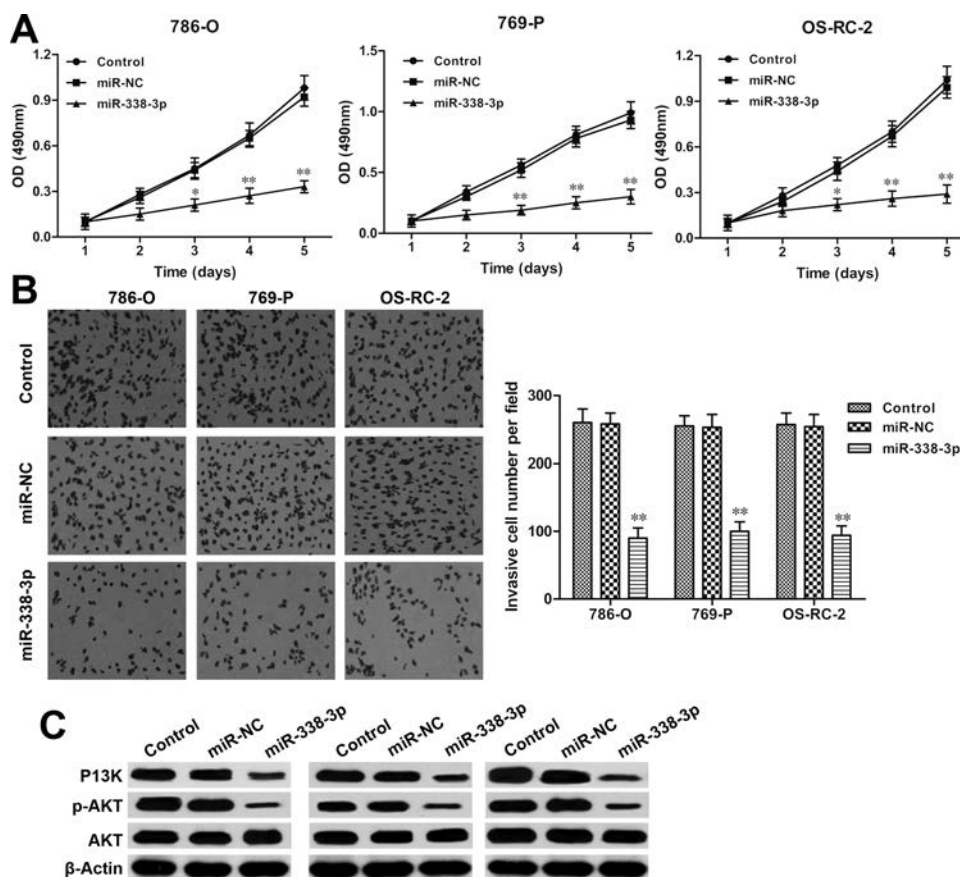 A
786-O
Control
miR-NC
miR-338-3p
OD (490nm)
1.2
0.9
0.6
0.3
0.0
*
**
**
1 2 3 4 5
Time (days)
769-P
Control
miR-NC
miR-338-3p
OD (490nm)
1.5
1.0
0.5
0.0
**
**
**
1 2 3 4 5
Time (days)
OS-RC-2
Control
miR-NC
miR-338-3p
OD (490nm)
1.2
0.9
0.6
0.3
0.0
*
**
**
1 2 3 4 5
Time (days)
B
786-O 769-P OS-RC-2
Control
miR-NC
miR-338-3p
Invasive cell number per field
300
200
100
0
Control
miR-NC
miR-338-3p
** ** **
786-O 769-P OS-RC-2
C
Control miR-NC miR-338-3p Control miR-NC miR-338-3p Control miR-NC miR-338-3p
P13K
p-AKT
AKT
β-Actin